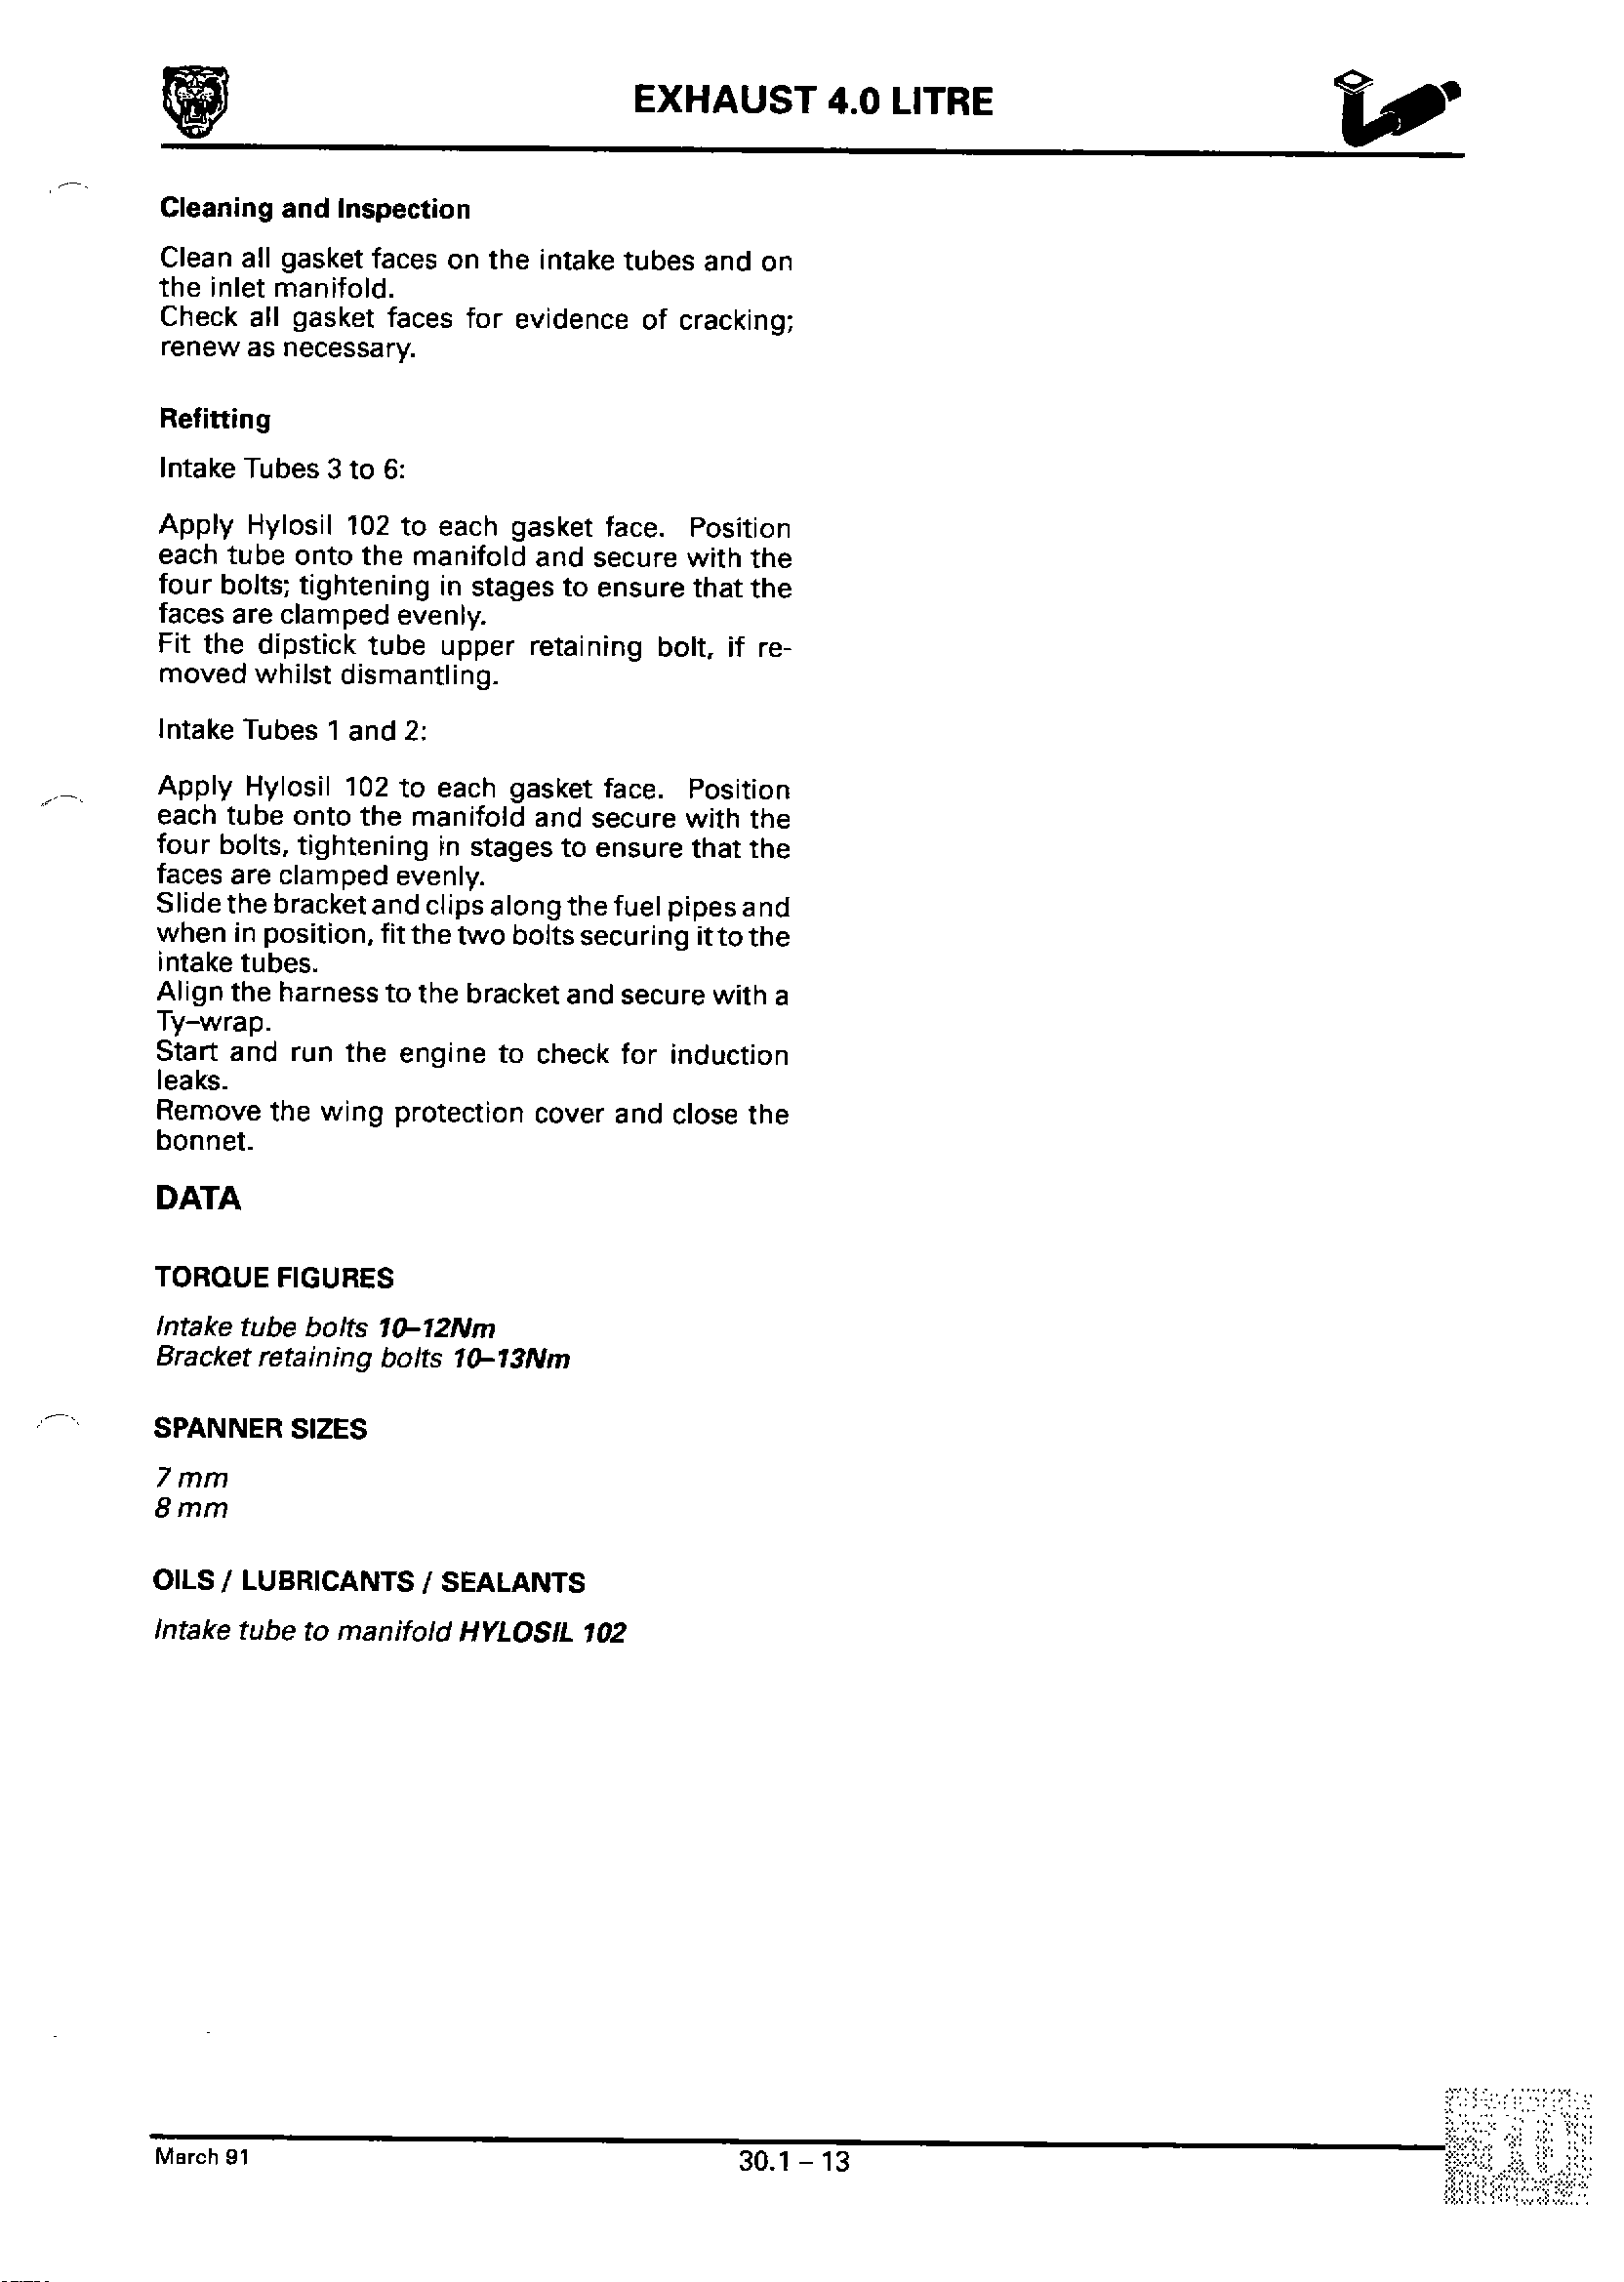 EXHAUST 4.0 LITRE
Cleaning and Inspection
Clean all gasket faces on the intake tubes and on
the inlet manifold.
Check all gasket faces for evidence of cracking;
renew as necessary.
Refitting
Intake Tubes 3 to 6:
Apply Hylosil 102 to each gasket face. Position
each tube onto the manifold and secure with the
four bolts; tightening in stages to ensure that the
faces are clamped evenly.
Fit the dipstick tube upper retaining bolt, if re-
moved whilst dismantling.
Intake Tubes 1 and 2:
Apply Hylosil 102 to each gasket face. Position
each tube onto the manifold and secure with the
four bolts, tightening in stages to ensure that the
faces are clamped evenly.
Slide the bracket and clips along the fuel pipes and
when in position, fit the two bolts securing it to the
intake tubes.
Align the harness to the bracket and secure with a
Ty-wrap.
Start and run the engine to check for induction
leaks.
Remove the wing protection cover and close the
bonnet.
DATA
TORQUE FIGURES
Intake tube bolts 10–12Nm
Bracket retaining bolts 10–13Nm
SPANNER SIZES
7 mm
8 mm
OILS / LUBRICANTS / SEALANTS
Intake tube to manifold HYLOSIL 102
March 91
30.1 – 13